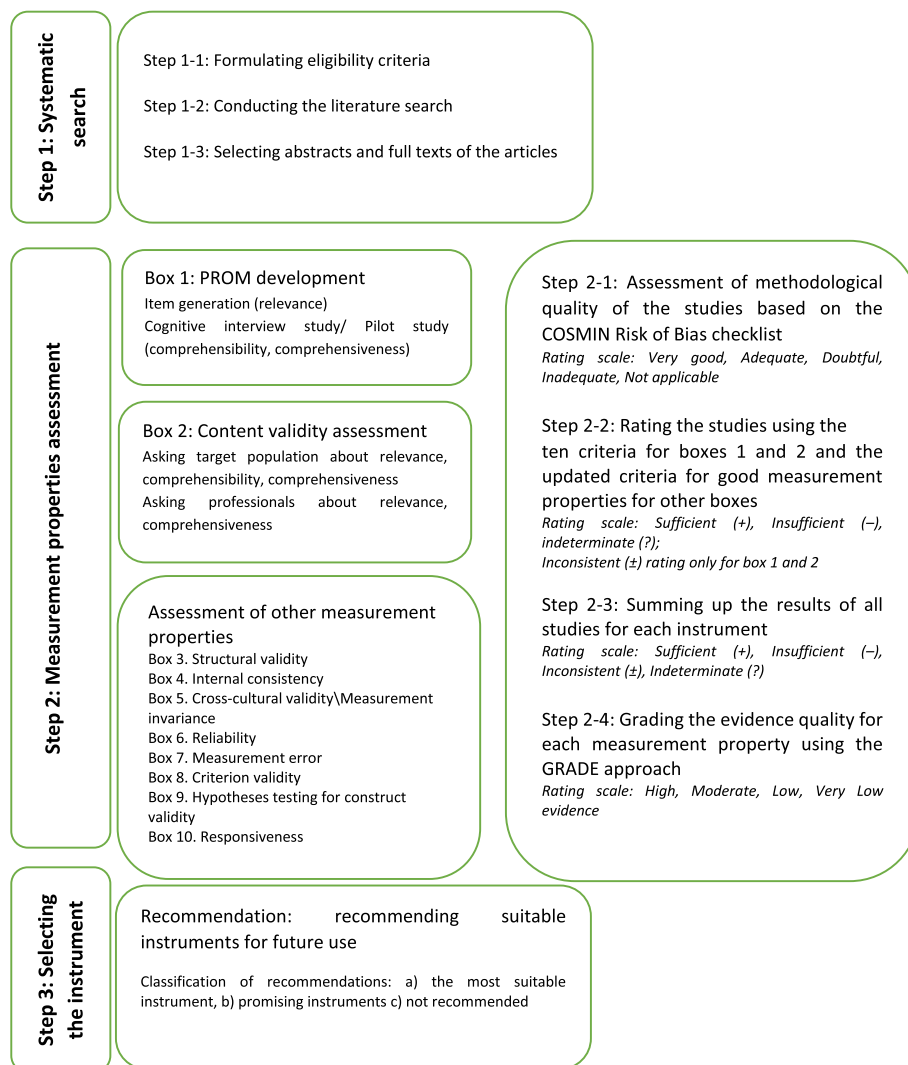 Step 1: Systematic
search
Step 1-1: Formulating eligibility criteria
Step 1-2: Conducting the literature search
Step 1-3: Selecting abstracts and full texts of the articles
Step 2: Measurement properties assessment
Box 1: PROM development
Item generation (relevance)
Cognitive interview study/ Pilot study
(comprehensibility, comprehensiveness)
Box 2: Content validity assessment
Asking target population about relevance,
comprehensibility, comprehensiveness
Asking professionals about relevance,
comprehensiveness
Assessment of other measurement
properties
Box 3. Structural validity
Box 4. Internal consistency
Box 5. Cross-cultural validity\Measurement
invariance
Box 6. Reliability
Box 7. Measurement error
Box 8. Criterion validity
Box 9. Hypotheses testing for construct
validity
Box 10. Responsiveness
Step 2-1: Assessment of methodological
quality of the studies based on the
COSMIN Risk of Bias checklist
Rating scale: Very good, Adequate, Doubtful,
Inadequate, Not applicable
Step 2-2: Rating the studies using the
ten criteria for boxes 1 and 2 and the
updated criteria for good measurement
properties for other boxes
Rating scale: Sufficient (+), Insufficient (–),
indeterminate (?);
Inconsistent (±) rating only for box 1 and 2
Step 2-3: Summing up the results of all
studies for each instrument
Rating scale: Sufficient (+), Insufficient (–),
Inconsistent (±), Indeterminate (?)
Step 2-4: Grading the evidence quality for
each measurement property using the
GRADE approach
Rating scale: High, Moderate, Low, Very Low
evidence
Step 3: Selecting
the instrument
Recommendation: recommending suitable
instruments for future use
Classification of recommendations: a) the most suitable
instrument, b) promising instruments c) not recommended